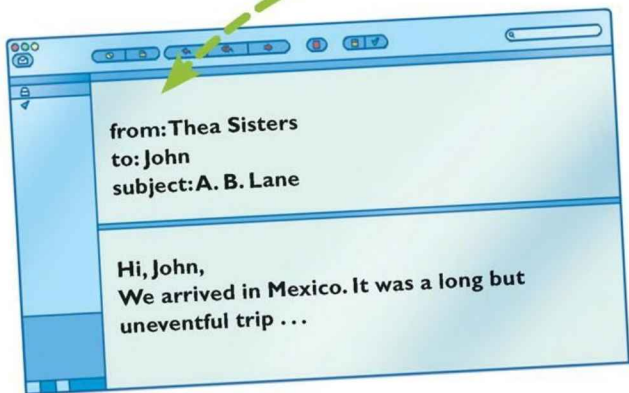 from: Thea Sisters
to: John
subject: A. B. Lane
Hi, John,
We arrived in Mexico. It was a long but
uneventful trip . . .